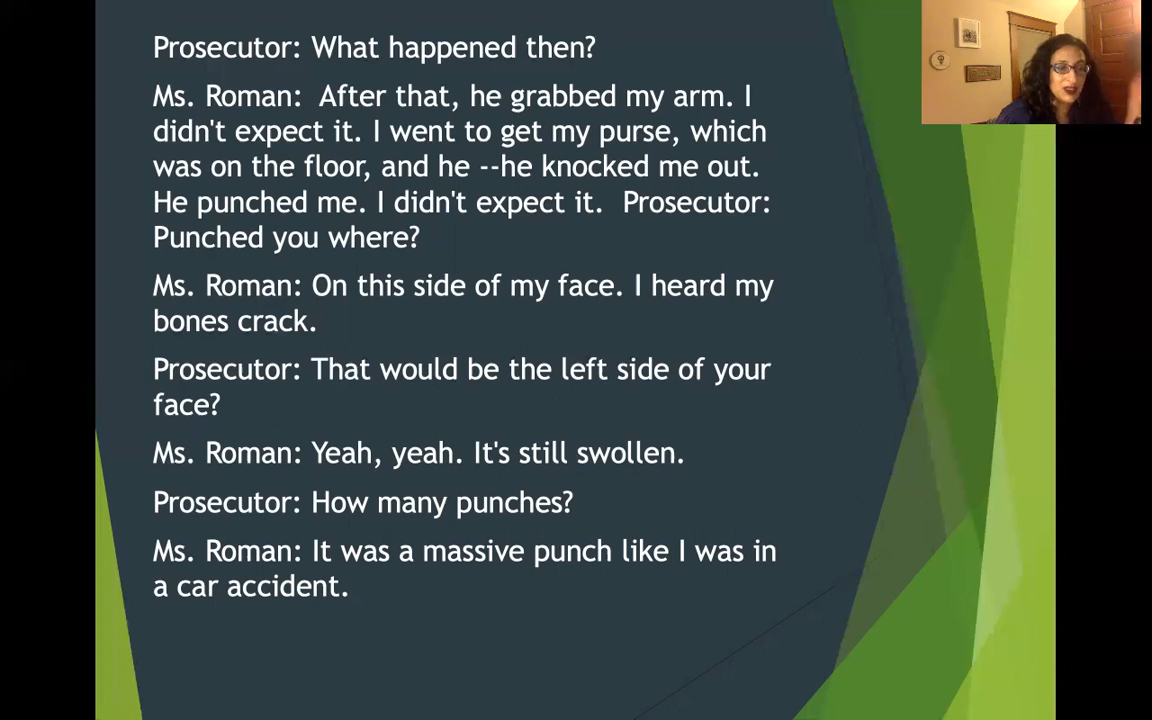 Prosecutor: What happened then?
Ms. Roman:  After that, he grabbed my arm. I
didn't expect it. I went to get my purse, which
was on the floor, and he --he knocked me out.
He punched me. I didn't expect it.  Prosecutor:
Punched you where?
Ms. Roman: On this side of my face. I heard my
bones crack.
Prosecutor: That would be the left side of your
face?
Ms. Roman: Yeah, yeah. It's still swollen.
Prosecutor: How many punches?
Ms. Roman: It was a massive punch like I was in
a car accident.